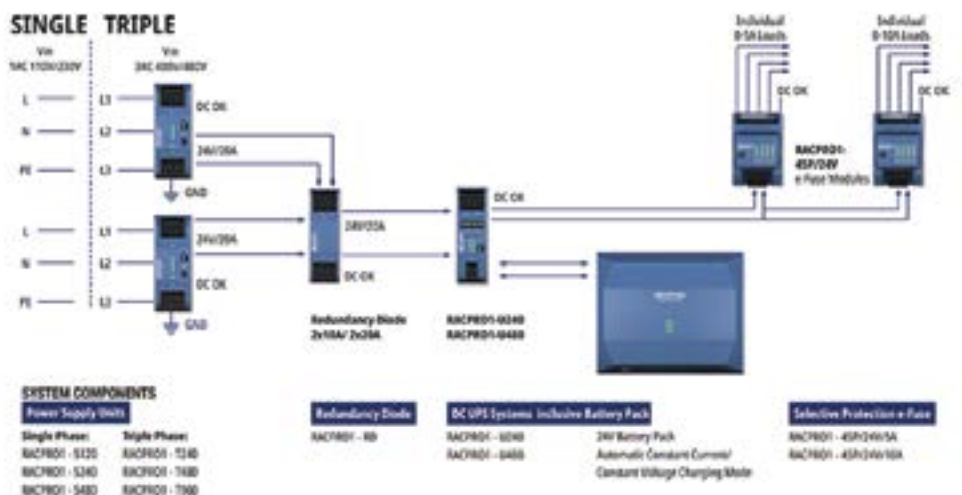 SINGLE TRIPLE
Vin
1AC 110V/230V
Vin
3AC 400V/480V
Individual
0-5A Loads
Individual
0-10A Loads
DC OK
DC OK
L
L1
DC OK
N
L2
24V/20A
PE
L3
GND
RACPRO1-
4SP/24V
e Fuse Modules
DC OK
L
L1
24V/20A
24V/20A
N
L2
DC OK
DC OK
PE
L3
GND
Redundancy Diode
2x10A/ 2x20A
RACPRO1-U240
RACPRO1-U480
SYSTEM COMPONENTS
Power Supply Units
Redundancy Diode
DC UPS Systems inclusive Battery Pack
Selective Protection e-Fuse
Single Phase:
Triple Phase:
RACPRO1 - S120
RACPRO1 - T240
RACPRO1 - S240
RACPRO1 - T480
RACPRO1 - S480
RACPRO1 - T960
RACPRO1 - RD
RACPRO1 - U240
RACPRO1 - U480
24V Battery Pack
Automatic Constant Current/
Constant Voltage Charging Mode
RACPRO1 - 4SP/24V/5A
RACPRO1 - 4SP/24V/10A